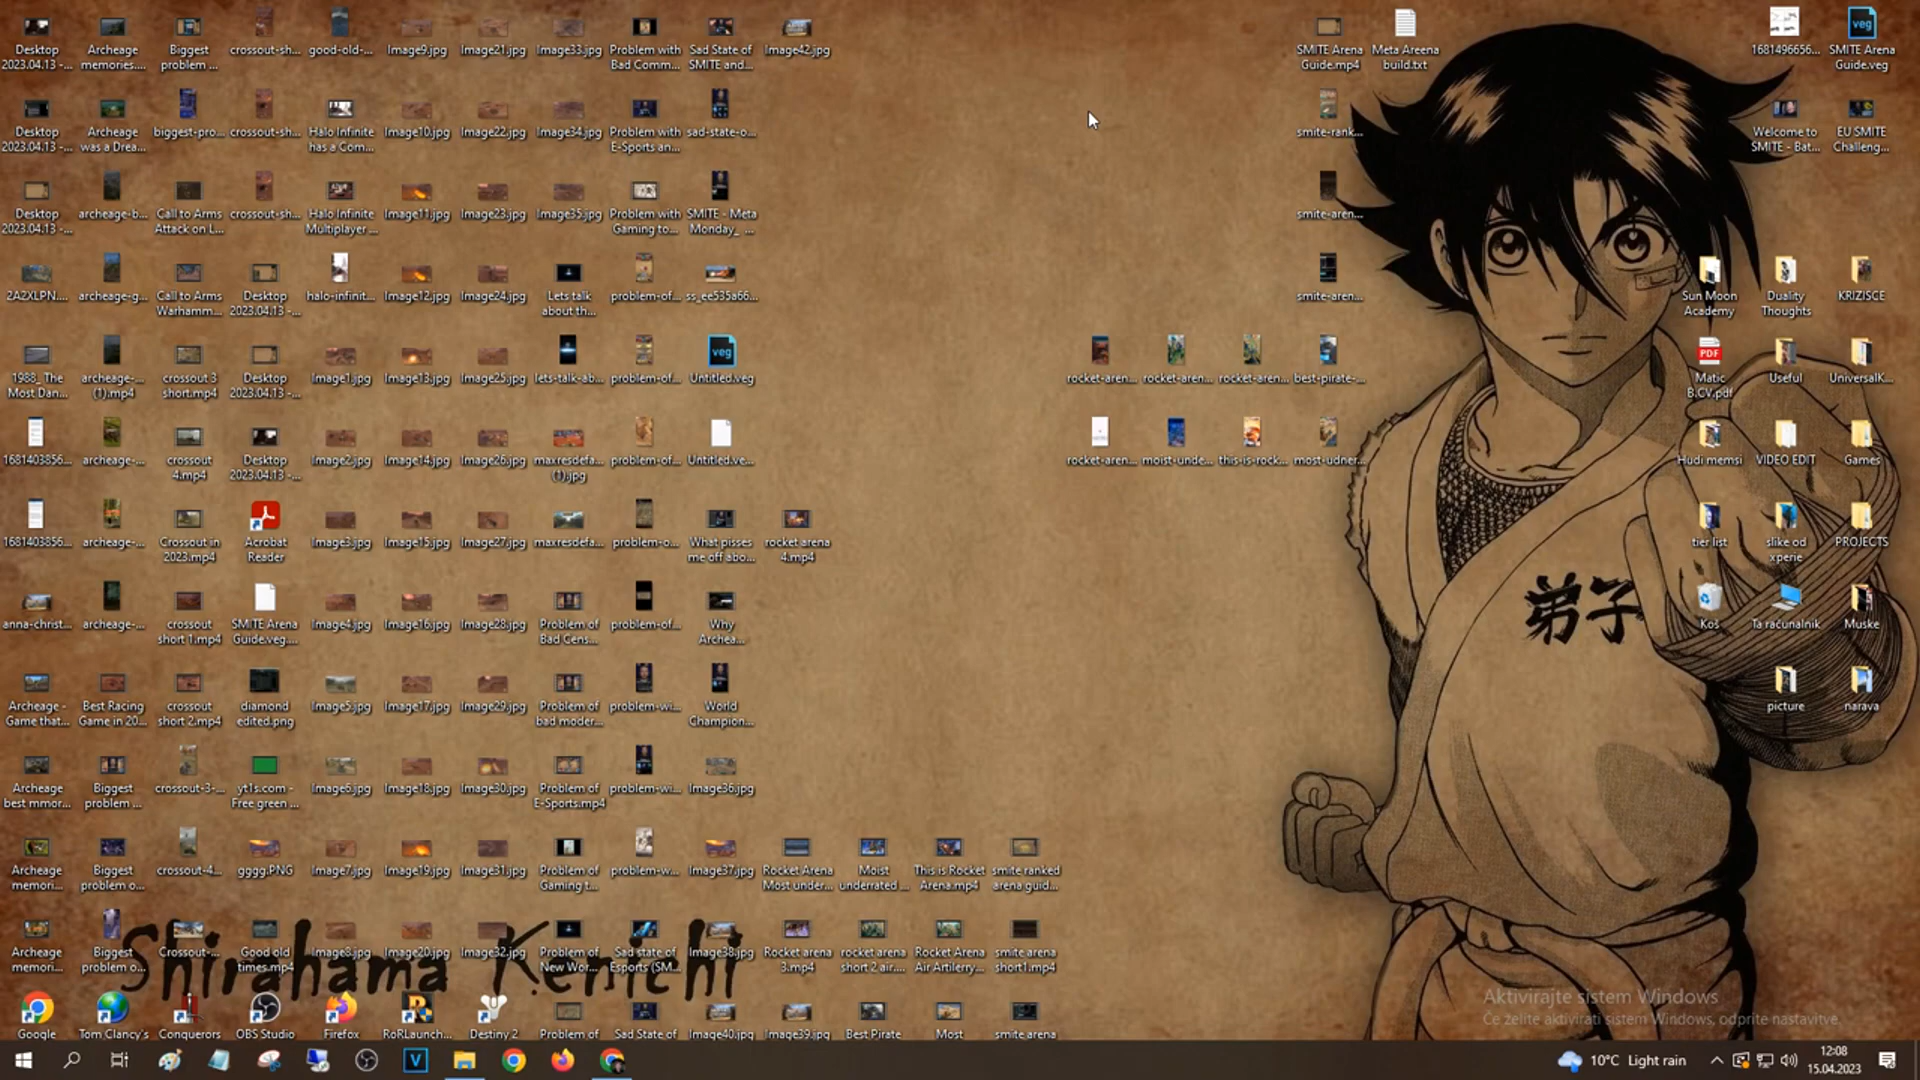 Desktop
2023.04.13 -...
Archeage
memories....
Biggest
problem ...
crossout-sh...
good-old-...
Image9.jpg
Image21.jpg
Image33.jpg
Problem with
Bad Comm...
Sad State of
SMITE and...
Image42.jpg
SMITE Arena
Guide.mp4
Meta Areena
build.txt
1681496656...
SMITE Arena
Guide.veg
Desktop
2023.04.13 -...
Archeage
was a Drea...
biggest-pro...
crossout-sh...
Halo Infinite
has a Com...
Image10.jpg
Image22.jpg
Image34.jpg
Problem with
E-Sports an...
sad-state-o...
smite-rank...
Welcome to
SMITE - Bat...
EU SMITE
Challeng...
Desktop
2023.04.13 -...
archeage-b...
Call to Arms
Attack on L...
crossout-sh...
Halo Infinite
Multiplayer ...
Image11.jpg
Image23.jpg
Image35.jpg
Problem with
Gaming to...
SMITE - Meta
Monday_ ...
smite-aren...
2A2XLPN....
archeage-g...
Call to Arms
Warhamm...
Desktop
2023.04.13 -...
halo-infinit...
Image12.jpg
Image24.jpg
Lets talk
about th...
problem-of...
ss_ee535a66...
smite-aren...
Sun Moon
Academy
Duality
Thoughts
KRIZISCE
1988_ The
Most Dan...
archeage-...
(1).mp4
crossout 3
short.mp4
Desktop
2023.04.13 -...
Image1.jpg
Image13.jpg
Image25.jpg
lets-talk-ab...
problem-of...
veg
Untitled.veg
rocket-aren...
rocket-aren...
rocket-aren...
best-pirate-...
PDF
Matic
B.CV.pdf
Useful
UniversalK...
1681403856...
archeage-...
crossout
4.mp4
Desktop
2023.04.13 -...
Image2.jpg
Image14.jpg
Image26.jpg
maxresdefa...
(1).jpg
problem-of...
Untitled.ve...
rocket-aren...
moist-unde...
this-is-rock...
most-udner...
Hudi memsi
VIDEO EDIT
Games
1681403856...
archeage-...
Crossout in
2023.mp4
Acrobat
Reader
Image3.jpg
Image15.jpg
Image27.jpg
maxresdefa...
problem-o...
What pisses
me off abo...
rocket arena
4.mp4
tier list
slike od
xperie
PROJECTS
anna-christ...
archeage-...
crossout
short 1.mp4
SMITE Arena
Guide.veg....
Image4.jpg
Image16.jpg
Image28.jpg
Problem of
Bad Cens...
problem-of...
Why
Archea...
弟子
Koš
Ta računalnik
Muske
Archeage -
Game that...
Best Racing
Game in 20...
crossout
short 2.mp4
diamond
edited.png
Image5.jpg
Image17.jpg
Image29.jpg
Problem of
bad moder...
problem-wi...
World
Champion...
picture
narava
Archeage
best mmor...
Biggest
problem ...
crossout-3-...
yt1s.com -
Free green ...
Image6.jpg
Image18.jpg
Image30.jpg
Problem of
E-Sports.mp4
problem-wi...
Image36.jpg
Archeage
memori...
Biggest
problem o...
crossout-4...
gggg.PNG
Image7.jpg
Image19.jpg
Image31.jpg
Problem of
Gaming t...
problem-w...
Image37.jpg
Rocket Arena
Most under...
Moist
underrated ...
This is Rocket
Arena.mp4
smite ranked
arena guid...
Archeage
memori...
Biggest
problem o...
Crossout-...
Good old
times.mp4
Image8.jpg
Image20.jpg
Image32.jpg
Problem of
New Wor...
Sad state of
Esports (SM...
Image38.jpg
Rocket arena
3.mp4
rocket arena
short 2 air....
Rocket Arena
Air Artilerry...
smite arena
short1.mp4
Shirahama Kenichi
Google
Tom Clancy's
Conquerors
OBS Studio
Firefox
RoRLaunch...
Destiny 2
Problem of
Sad State of
Image40.jpg
Image39.jpg
Best Pirate
Most
smite arena
Aktivirajte sistem Windows
Če želite aktivirati sistem Windows, odprite nastavitve.
10°C Light rain
12:08
15.04.2023